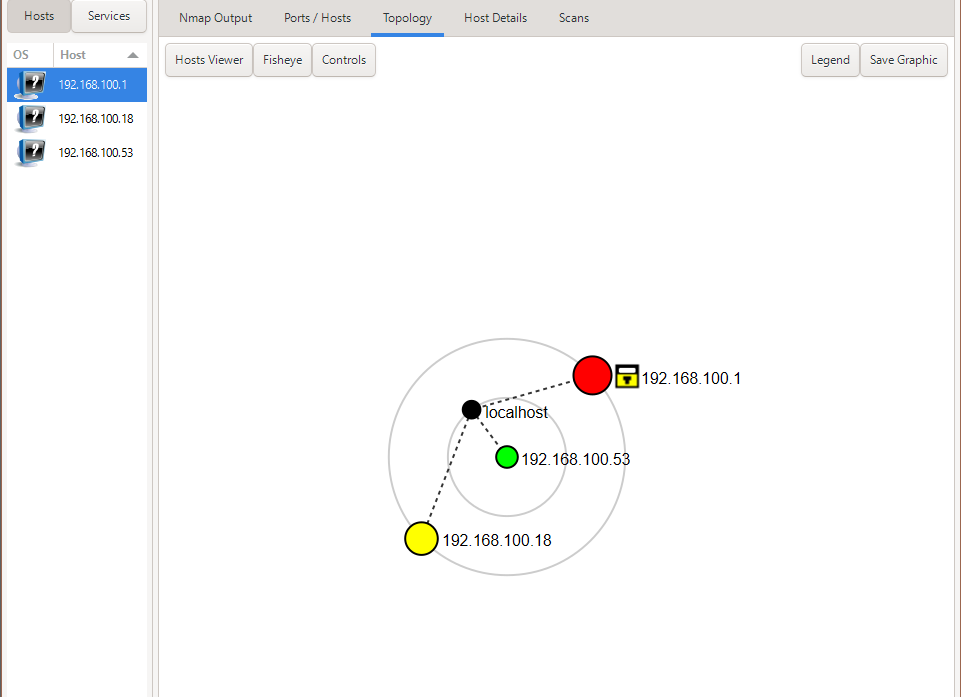 Hosts Services
Nmap Output Ports / Hosts Topology Host Details Scans
OS Host
Hosts Viewer Fisheye Controls Legend Save Graphic
192.168.100.1
192.168.100.18
192.168.100.53
192.168.100.1
localhost
192.168.100.53
192.168.100.18